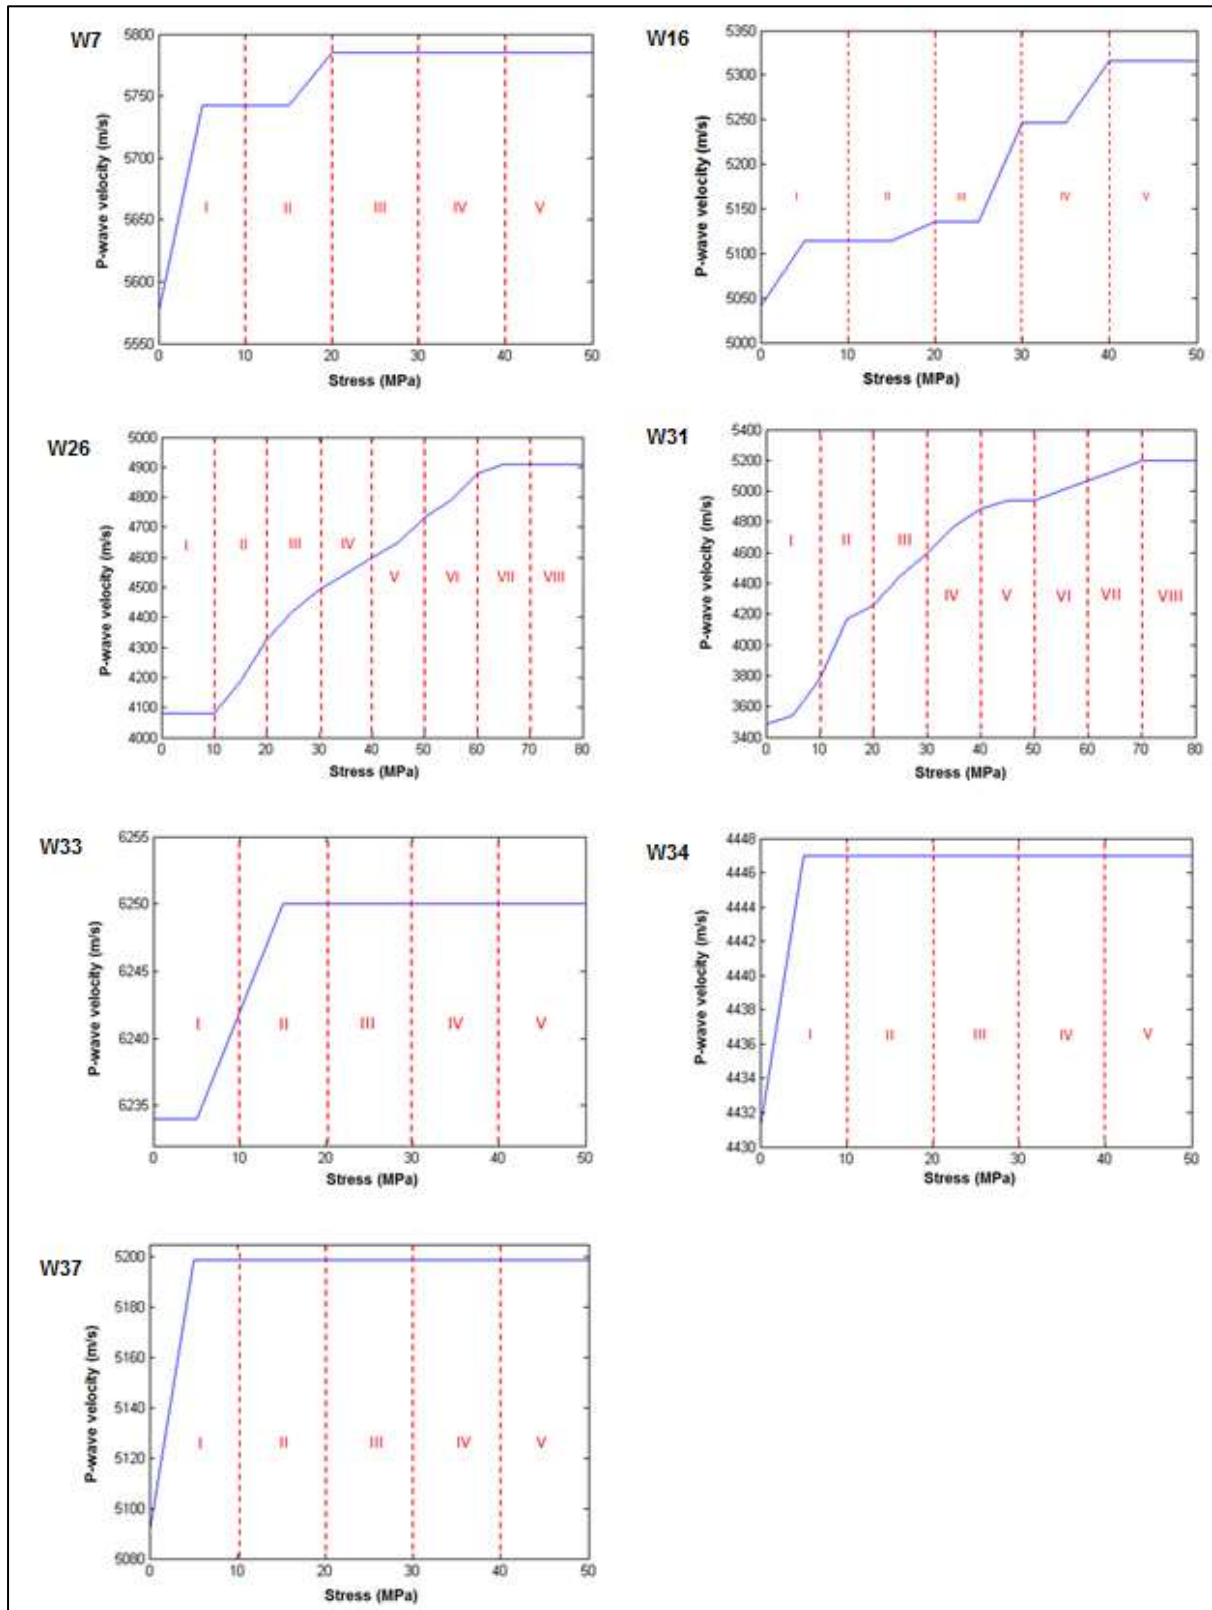 W7
P-wave velocity (m/s)
5800
5750
5700
5650
5600
5550
I II III IV V
0 10 20 30 40 50
Stress (MPa)
W16
P-wave velocity (m/s)
5350
5300
5250
5200
5150
5100
5050
5000
I II III IV V
0 10 20 30 40 50
Stress (MPa)
W26
P-wave velocity (m/s)
5000
4900
4800
4700
4600
4500
4400
4300
4200
4100
4000
I II III IV
V VI VII VIII
0 10 20 30 40 50 60 70 80
Stress (MPa)
W31
P-wave velocity (m/s)
5400
5200
5000
4800
4600
4400
4200
4000
3800
3600
3400
I II III
IV V VI VII VIII
0 10 20 30 40 50 60 70 80
Stress (MPa)
W33
P-wave velocity (m/s)
6255
6250
6245
6240
6235
I II III IV V
0 10 20 30 40 50
Stress (MPa)
W34
P-wave velocity (m/s)
4448
4446
4444
4442
4440
4438
4436
4434
4432
4430
I II III IV V
0 10 20 30 40 50
Stress (MPa)
W37
P-wave velocity (m/s)
5200
5180
5160
5140
5120
5100
5080
I II III IV V
0 10 20 30 40 50
Stress (MPa)